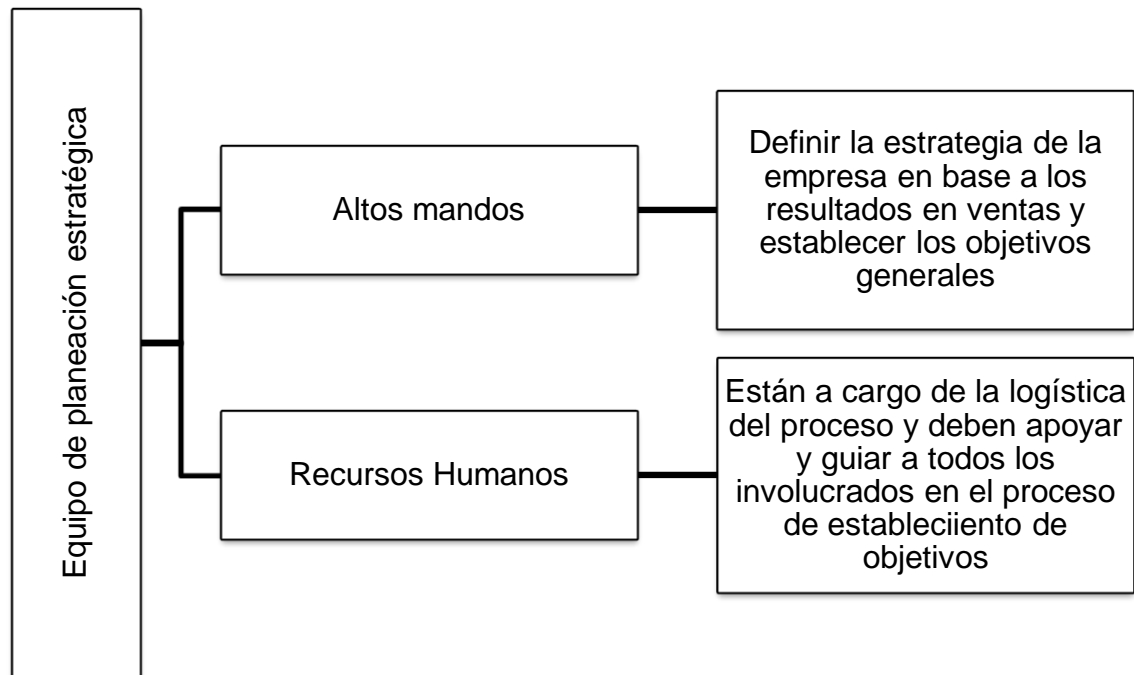 Equipo de planeación estratégica
Altos mandos
Definir la estrategia de la
empresa en base a los
resultados en ventas y
establecer los objetivos
generales
Recursos Humanos
Están a cargo de la logística
del proceso y deben apoyar
y guiar a todos los
involucrados en el proceso
de estableciiento de
objetivos